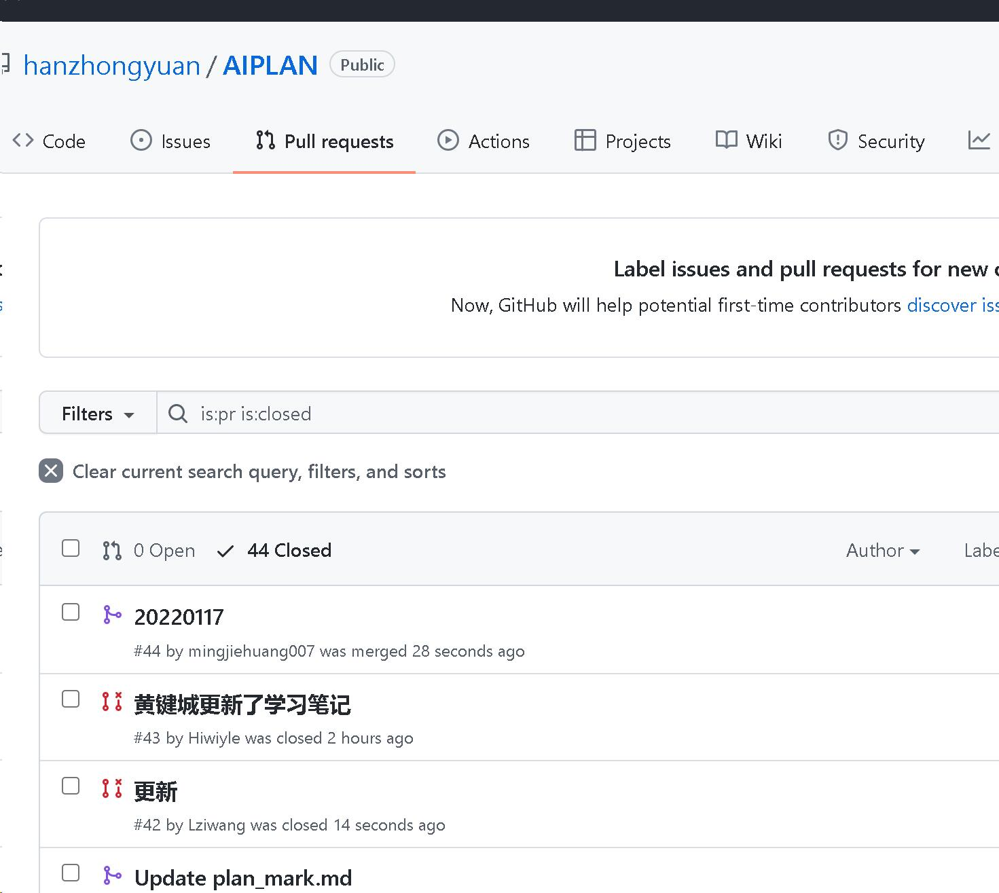 hanzhongyuan / AIPLAN Public
Code Issues Pull requests Actions Projects Wiki Security
Label issues and pull requests for new
Now, GitHub will help potential first-time contributors discover
Filters is:pr is:closed
Clear current search query, filters, and sorts
0 Open 44 Closed Author
20220117
#44 by mingjiehuang007 was merged 28 seconds ago
黄键城更新了学习笔记
#43 by Hiwiyle was closed 2 hours ago
更新
#42 by Lziwang was closed 14 seconds ago
Update plan_mark.md